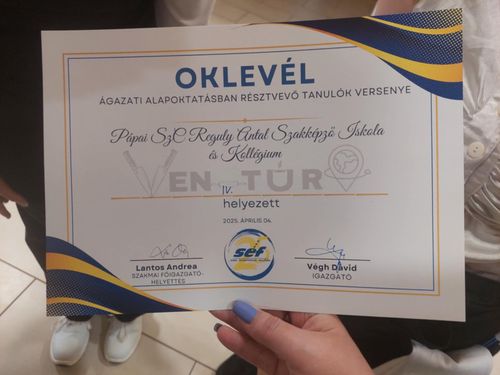 OKLEVÉL
ÁGAZATI ALAPOKTATÁSBAN RÉSZTVEVŐ TANULÓK VERSENYE
Pápai SzC Reguly Antal Szakképző Iskola
és Kollégium
VEN-TÚR
IV.
helyezett
2025. ÁPRILIS 04.
Lantos Andrea
SZAKMAI FŐIGAZGATÓ-
HELYETTES
séf
Végh Dávid
IGAZGATÓ